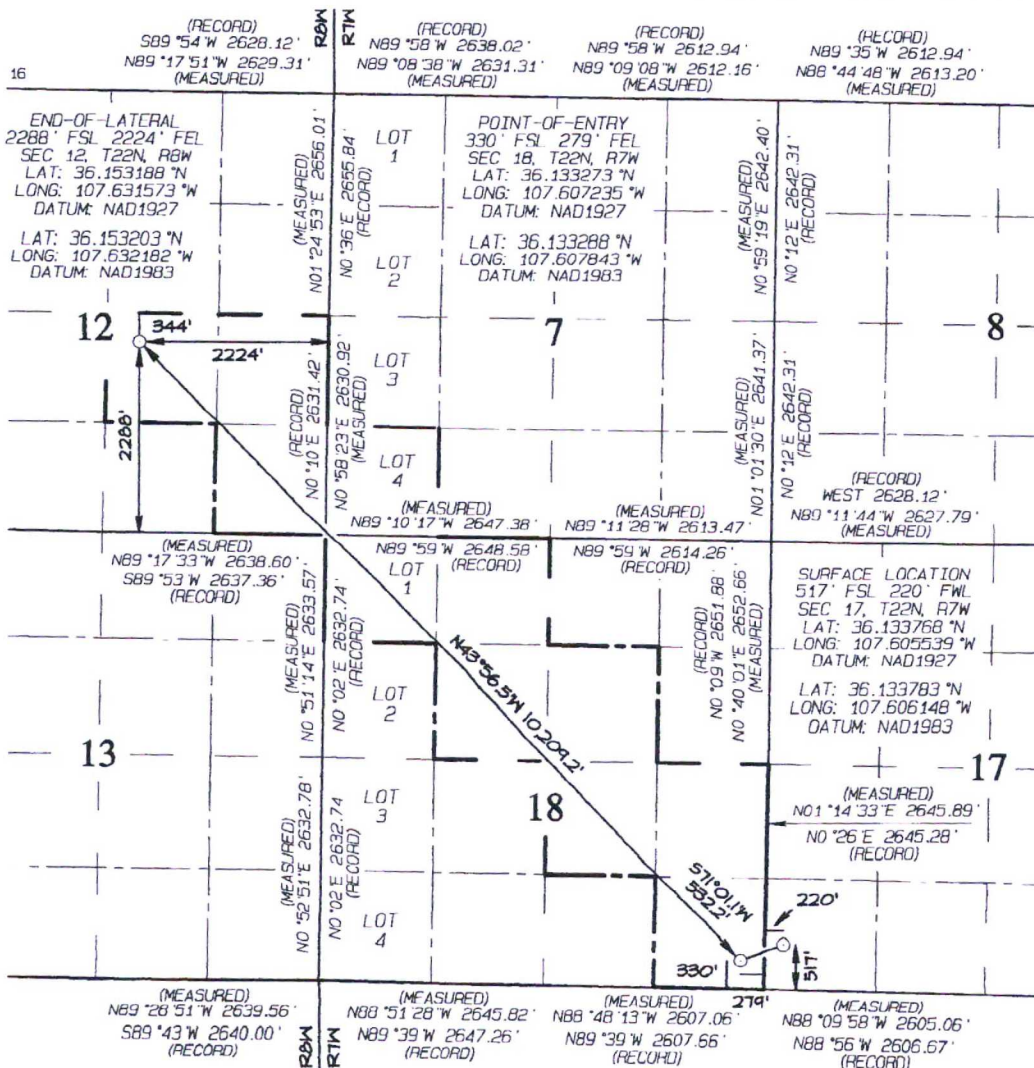 R8W
R7W
(RECORD)
S89°54'W 2628.12'
N89°17'51"W 2629.31'
(MEASURED)
(RECORD)
N89°58'W 2638.02'
N89°08'38"W 2631.31'
(MEASURED)
(RECORD)
N89°58'W 2612.94'
N89°09'08"W 2612.16'
(MEASURED)
(RECORD)
N89°35'W 2612.94'
N88°44'48"W 2613.20'
(MEASURED)
16
END-OF-LATERAL
2288' FSL 2224' FEL
SEC 12, T22N, R8W
LAT: 36.153188°N
LONG: 107.631573°W
DATUM: NAD1927
LAT: 36.153203°N
LONG: 107.632182°W
DATUM: NAD1983
(MEASURED)
N01°24'53"E 2656.01'
N0°36'E 2655.84'
(RECORD)
LOT
1
LOT
2
POINT-OF-ENTRY
330' FSL 279' FEL
SEC 18, T22N, R7W
LAT: 36.133273°N
LONG: 107.607235°W
DATUM: NAD1927
LAT: 36.133288°N
LONG: 107.607843°W
DATUM: NAD1983
(MEASURED)
N0°59'19"E 2642.40'
N0°12'E 2642.31'
(RECORD)
12
344'
2224'
2288'
7
8
(RECORD)
N0°10'E 2631.42'
N0°58'23"E 2630.92'
(MEASURED)
LOT
3
LOT
4
(MEASURED)
N01°01'30"E 2641.37'
N0°12'E 2642.31'
(RECORD)
(RECORD)
WEST 2628.12'
N89°11'44"W 2627.79'
(MEASURED)
(MEASURED)
N89°10'17"W 2647.38'
N89°59'W 2648.58'
(RECORD)
N89°11'28"W 2613.47'
(MEASURED)
N89°59'W 2614.26'
(RECORD)
(MEASURED)
N89°17'33"W 2638.60'
S89°53'W 2637.36'
(RECORD)
(MEASURED)
N0°51'14"E 2633.57'
N0°02'E 2632.74'
(RECORD)
LOT
1
LOT
2
N43°56.5'W 10,209.2'
(RECORD)
N0°09'W 2651.88'
N0°40'01"E 2652.66'
(MEASURED)
SURFACE LOCATION
517' FSL 220' FWL
SEC 17, T22N, R7W
LAT: 36.133768°N
LONG: 107.605539°W
DATUM: NAD1927
LAT: 36.133783°N
LONG: 107.606148°W
DATUM: NAD1983
13
18
17
(MEASURED)
N01°14'33"E 2645.89'
N0°26'E 2645.28'
(RECORD)
(MEASURED)
N0°52'51"E 2632.78'
N0°02'E 2632.74
(RECORD)
LOT
3
LOT
4
S71°01.1'W
532.2'
220'
517'
330'
279'
(MEASURED)
N89°28'51"W 2639.56'
S89°43'W 2640.00'
(RECORD)
(MEASURED)
N88°51'28"W 2645.82'
N89°39'W 2647.26'
(RECORD)
(MEASURED)
N88°48'13"W 2607.06'
N89°39'W 2607.66'
(RECORD)
(MEASURED)
N88°09'58"W 2605.06'
N88°56'W 2606.67'
(RECORD)
R8W
R7W